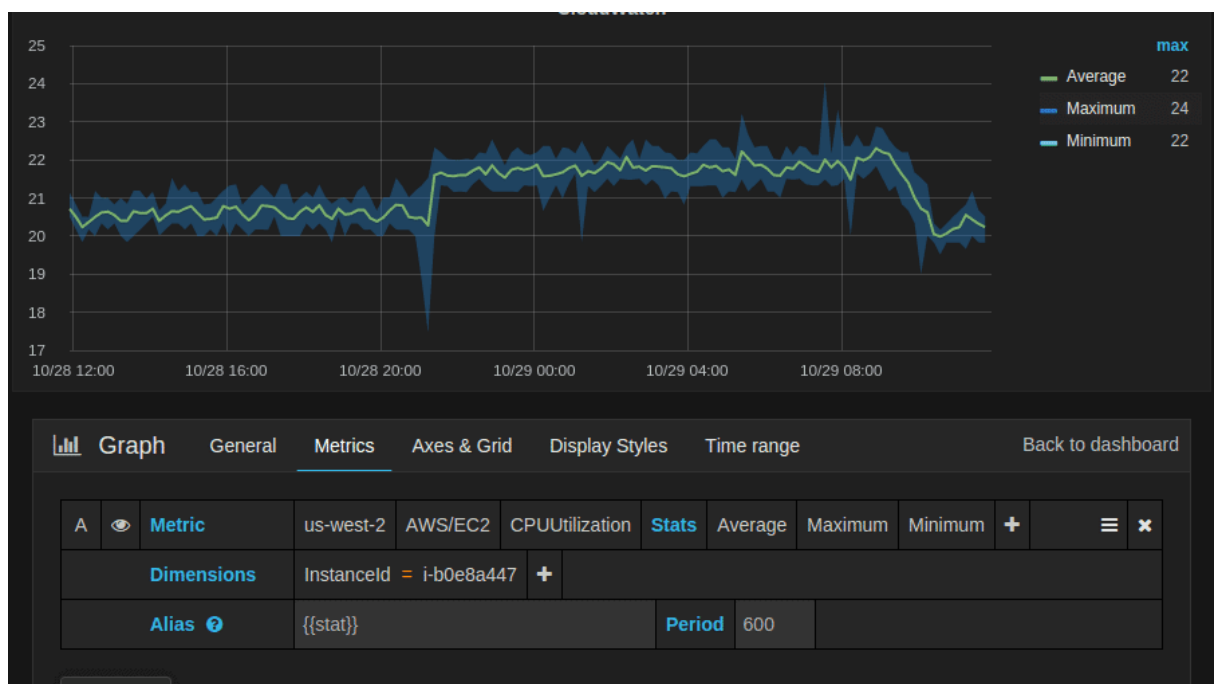 CloudWatch
25
24
23
22
21
20
19
18
17
10/28 12:00 10/28 16:00 10/28 20:00 10/29 00:00 10/29 04:00 10/29 08:00
max
Average 22
Maximum 24
Minimum 22
Graph General Metrics Axes & Grid Display Styles Time range Back to dashboard
A Metric us-west-2 AWS/EC2 CPUUtilization Stats Average Maximum Minimum +
Dimensions InstanceId = i-b0e8a447 +
Alias {{stat}} Period 600